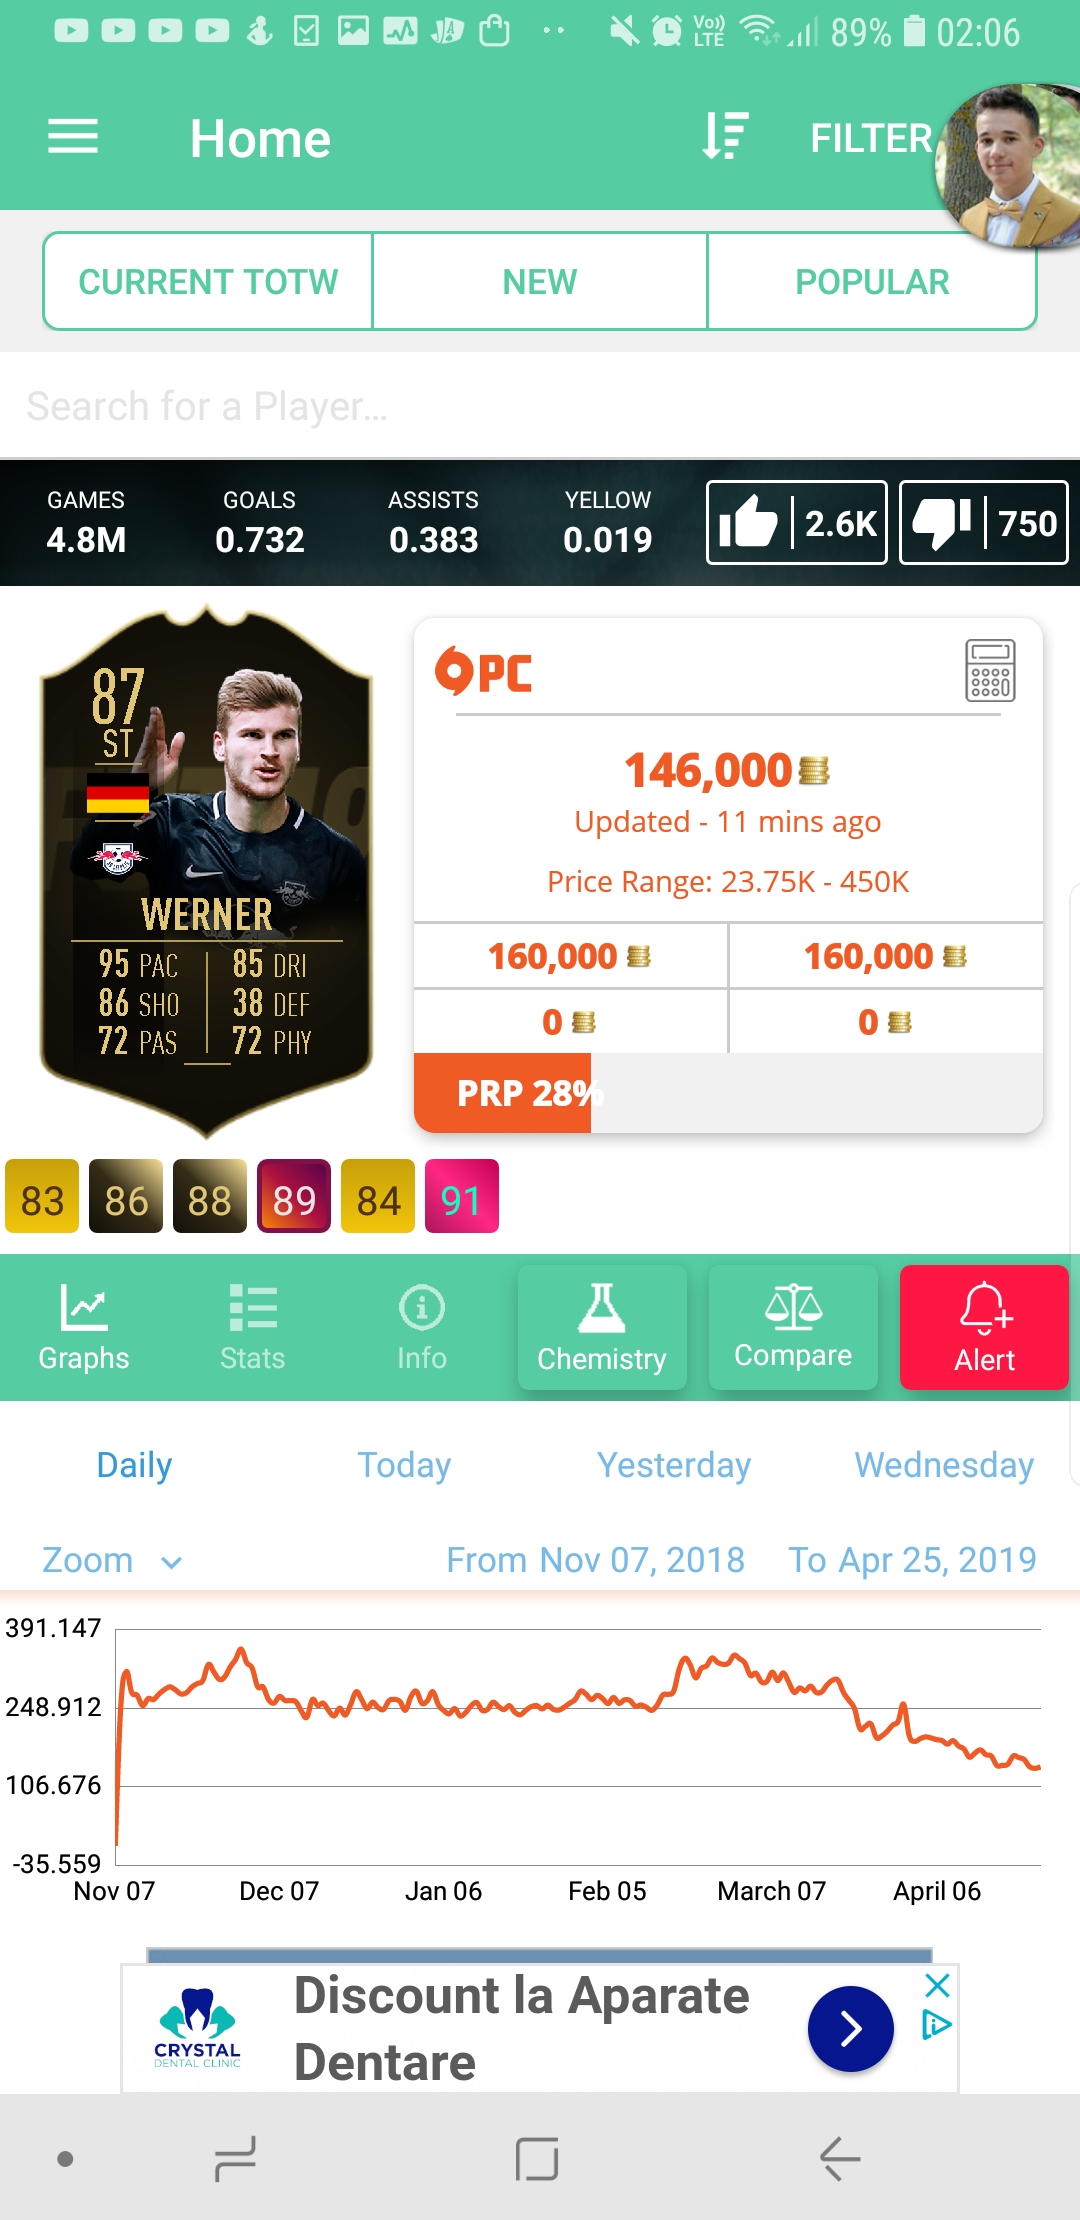 Vo)) LTE 89% 02:06
Home FILTER
CURRENT TOTW NEW POPULAR
Search for a Player...
GAMES GOALS ASSISTS YELLOW
4.8M 0.732 0.383 0.019 2.6K 750
PC
87
ST
146,000
Updated - 11 mins ago
Price Range: 23.75K - 450K
WERNER
95 PAC 85 DRI
86 SHO 38 DEF
72 PAS 72 PHY
160,000 160,000
0 0
PRP 28%
83 86 88 89 84 91
Graphs Stats Info Chemistry Compare Alert
Daily Today Yesterday Wednesday
Zoom From Nov 07, 2018 To Apr 25, 2019
391.147
248.912
106.676
-35.559
Nov 07 Dec 07 Jan 06 Feb 05 March 07 April 06
Discount la Aparate
Dentare
CRYSTAL
DENTAL CLINIC